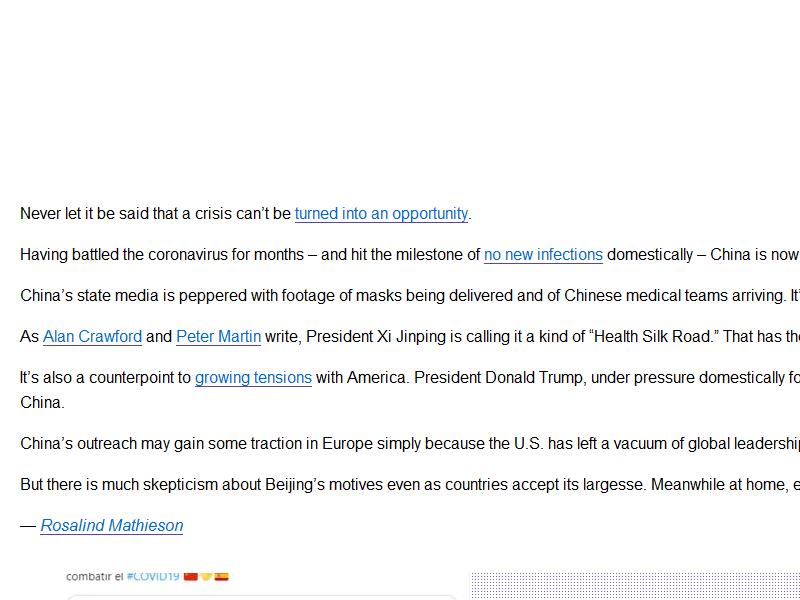 Never let it be said that a crisis can’t be turned into an opportunity.
Having battled the coronavirus for months – and hit the milestone of no new infections domestically – China is now
China’s state media is peppered with footage of masks being delivered and of Chinese medical teams arriving. It’
As Alan Crawford and Peter Martin write, President Xi Jinping is calling it a kind of “Health Silk Road.” That has
It’s also a counterpoint to growing tensions with America. President Donald Trump, under pressure domestically
China.
China’s outreach may gain some traction in Europe simply because the U.S. has left a vacuum of global
But there is much skepticism about Beijing’s motives even as countries accept its largesse. Meanwhile at home,
— Rosalind Mathieson
combatir el #COVID19